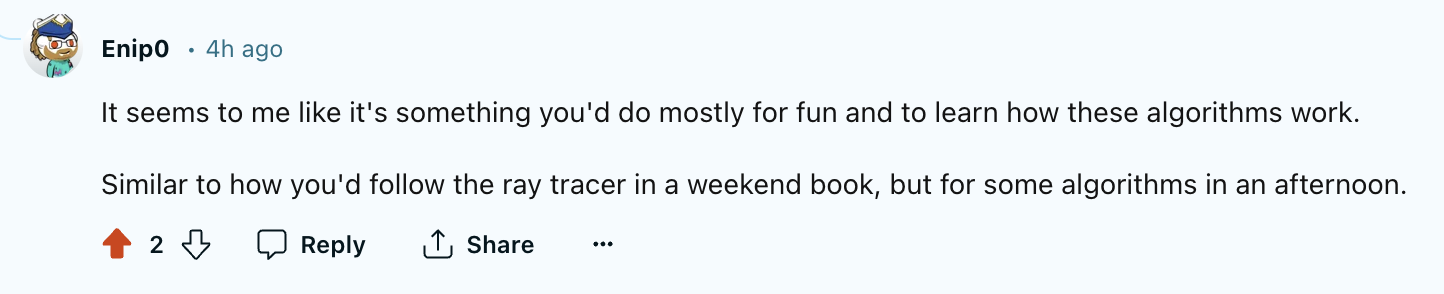 Enip0 • 4h ago
It seems to me like it's something you'd do mostly for fun and to learn how these algorithms work.
Similar to how you'd follow the ray tracer in a weekend book, but for some algorithms in an afternoon.
2 Reply Share ...